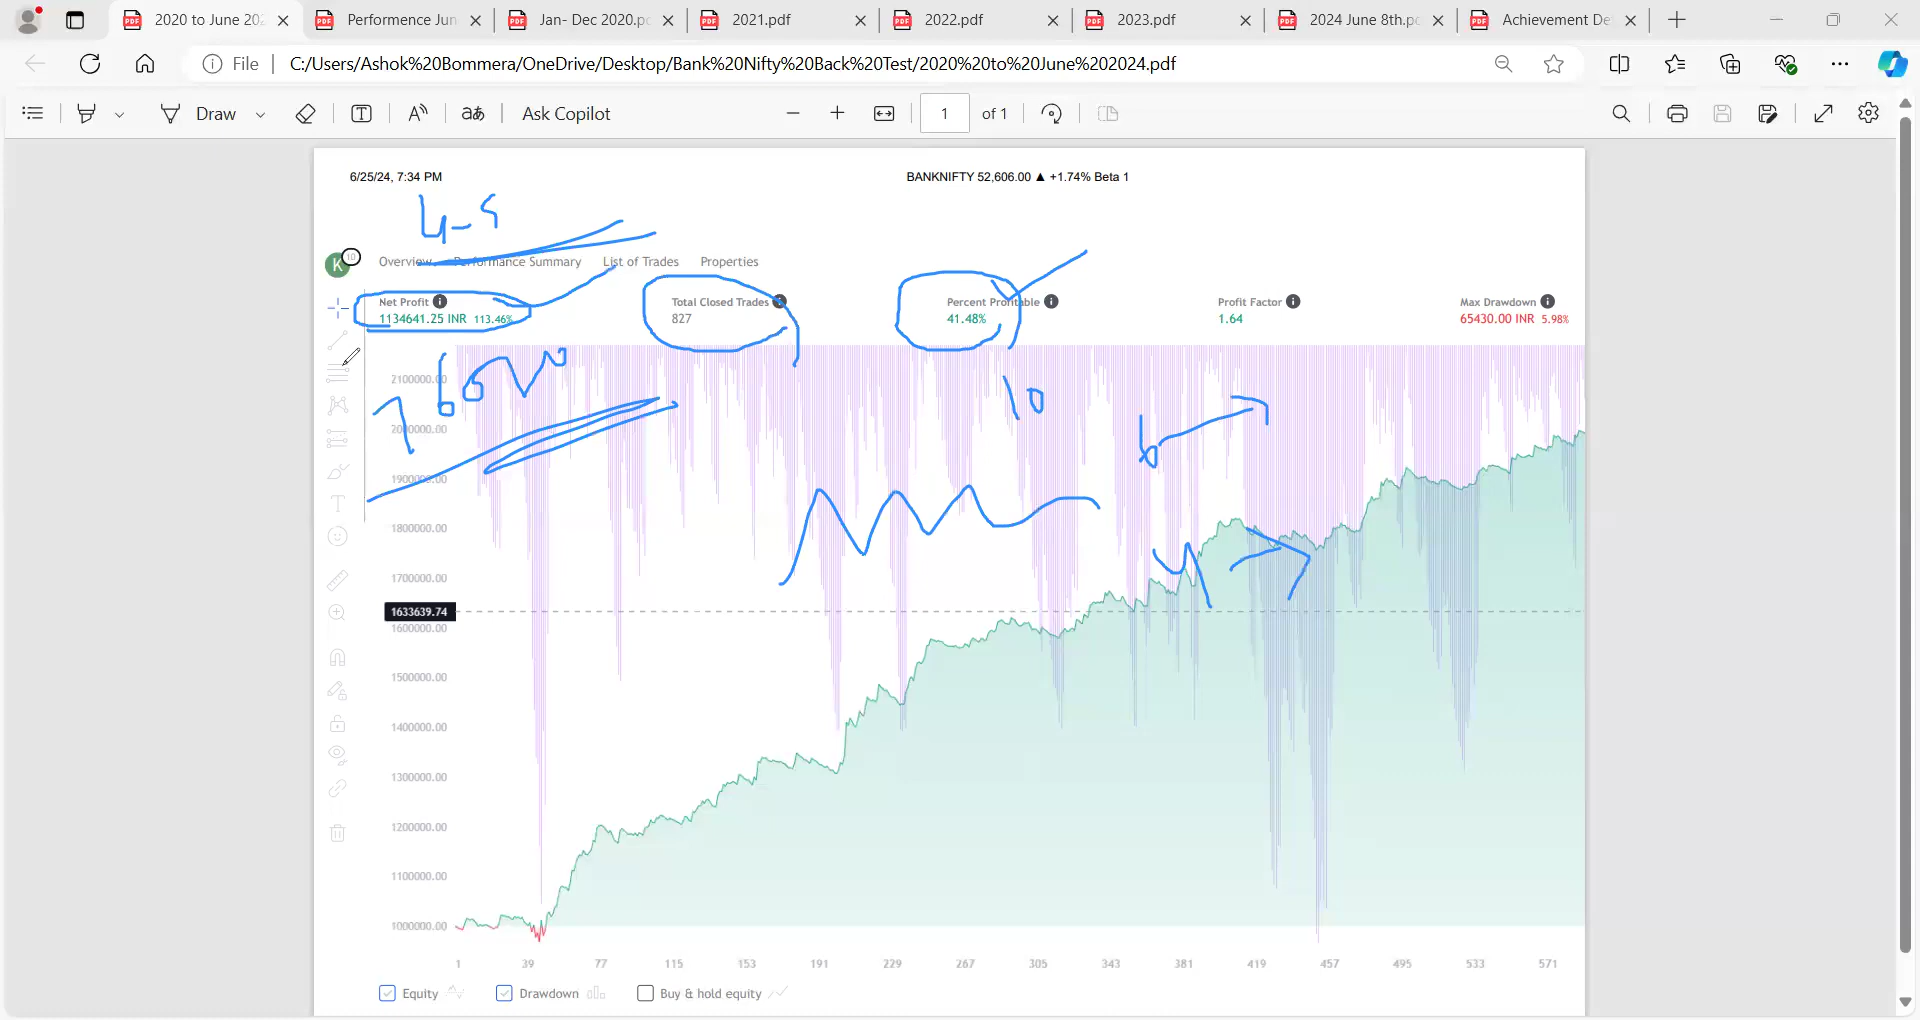 2020 to June 202
Performence Jun
Jan- Dec 2020.pc
2021.pdf
2022.pdf
2023.pdf
2024 June 8th.pc
Achievement De
File
C:/Users/Ashok%20Bommera/OneDrive/Desktop/Bank%20Nifty%20Back%20Test/2020%20to%20June%202024.pdf
Draw
Ask Copilot
1
of 1
6/25/24, 7:34 PM
BANKNIFTY 52,606.00 ▲ +1.74% Beta 1
4-5
K
10
Overview
Performance Summary
List of Trades
Properties
Net Profit
Total Closed Trades
Percent Profitable
Profit Factor
Max Drawdown
1134641.25 INR 113.46%
827
41.48%
1.64
65430.00 INR 5.98%
10
2100000.00
2000000.00
1900000.00
1800000.00
1700000.00
1633639.74
1600000.00
1500000.00
1400000.00
1300000.00
1200000.00
1100000.00
1000000.00
1
39
77
115
153
191
229
267
305
343
381
419
457
495
533
571
Equity
Drawdown
Buy & hold equity